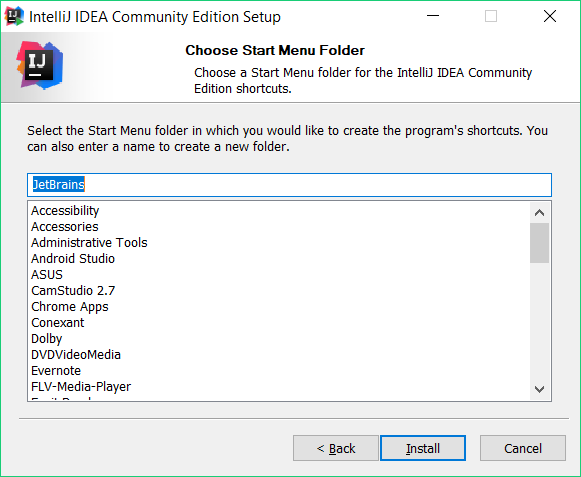 IntelliJ IDEA Community Edition Setup
IJ
Choose Start Menu Folder
Choose a Start Menu folder for the IntelliJ IDEA Community
Edition shortcuts.
Select the Start Menu folder in which you would like to create the program's shortcuts. You
can also enter a name to create a new folder.
JetBrains
Accessibility
Accessories
Administrative Tools
Android Studio
ASUS
CamStudio 2.7
Chrome Apps
Conexant
Dolby
DVDVideoMedia
Evernote
FLV-Media-Player
< Back
Install
Cancel